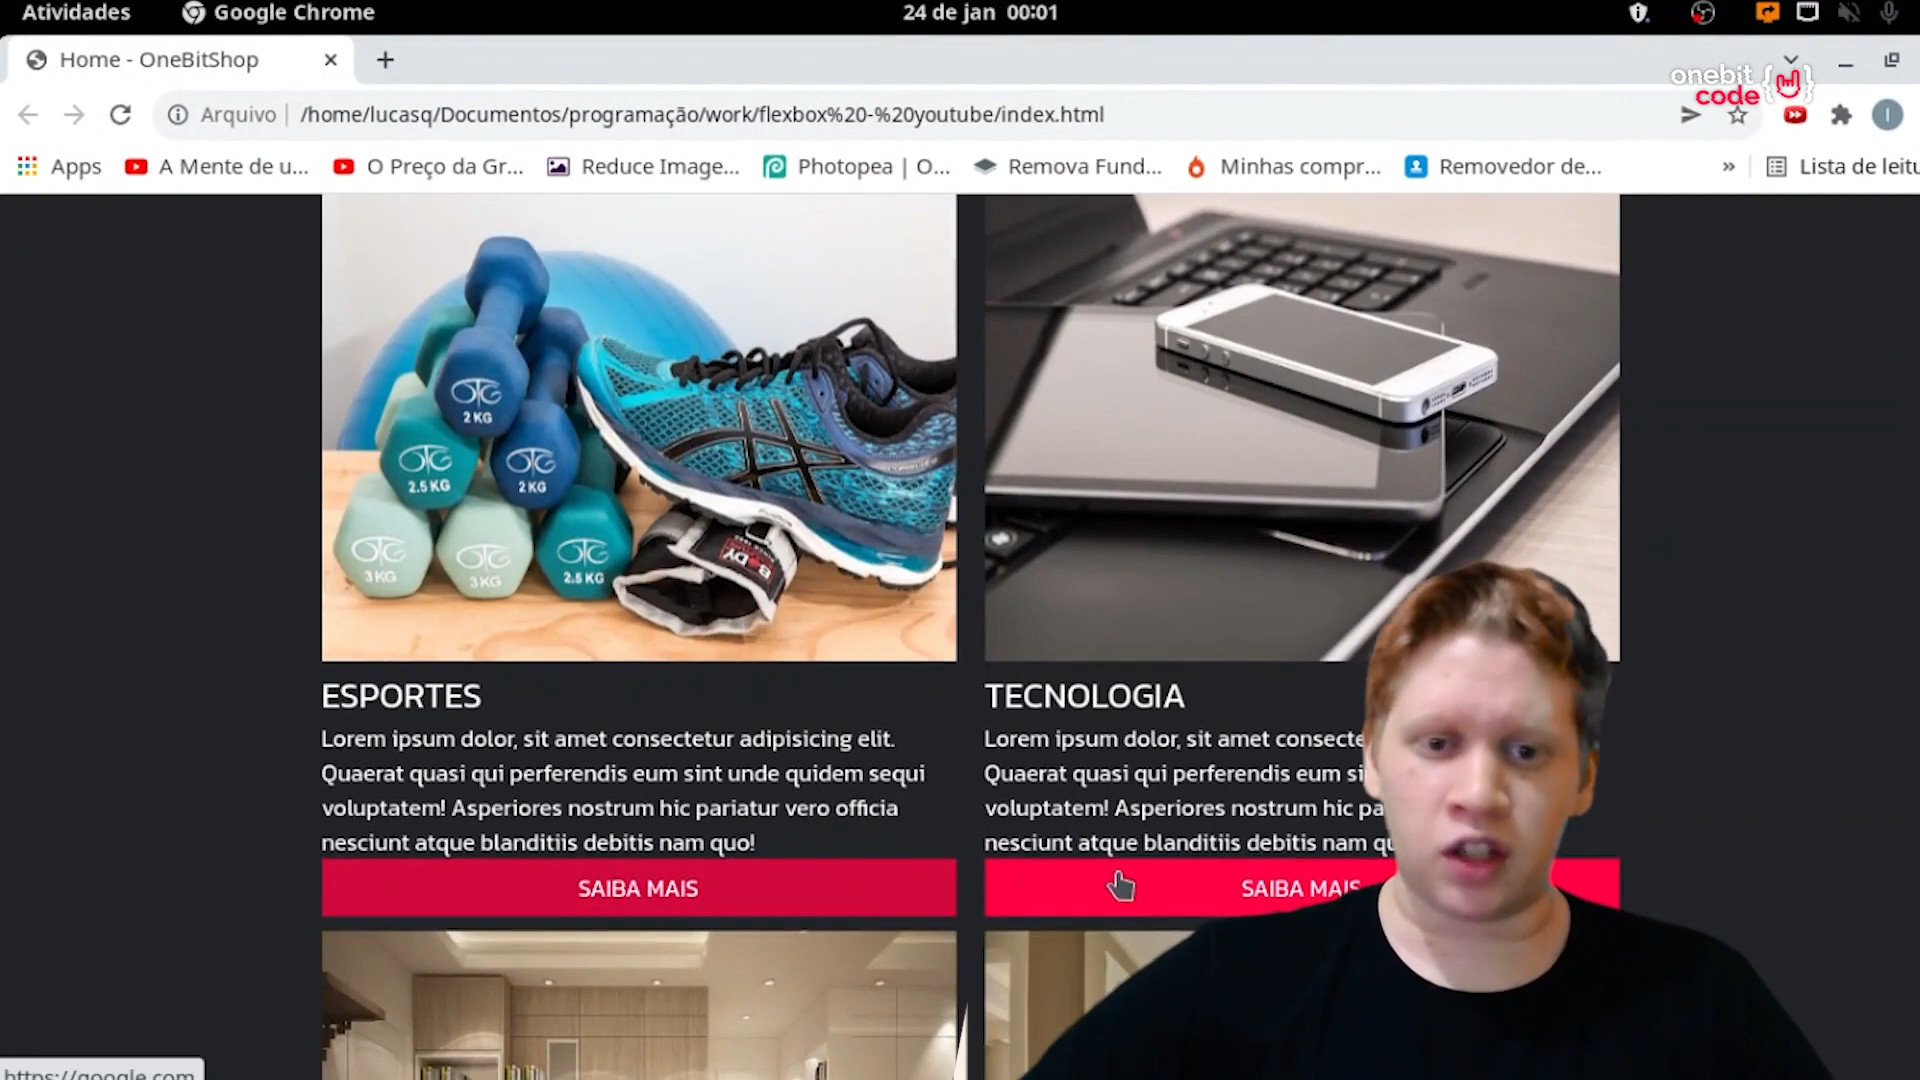 Atividades
Google Chrome
24 de jan 00:01
Home - OneBitShop
onebit
code
Arquivo
/home/lucasq/Documentos/programação/work/flexbox%20-%20youtube/index.html
Apps
A Mente de u...
O Preço da Gr...
Reduce Image...
Photopea | O...
Remova Fund...
Minhas compr...
Removedor de...
»
Lista de leitu
2 KG
2.5 KG
2 KG
3 KG
3 KG
2.5 KG
BODY
ESPORTES
Lorem ipsum dolor, sit amet consectetur adipisicing elit.
Quaerat quasi qui perferendis eum sint unde quidem sequi
voluptatem! Asperiores nostrum hic pariatur vero officia
nesciunt atque blanditiis debitis nam quo!
SAIBA MAIS
TECNOLOGIA
Lorem ipsum dolor, sit amet consecte
Quaerat quasi qui perferendis eum si
voluptatem! Asperiores nostrum hic pa
nesciunt atque blanditiis debitis nam qu
SAIBA MAIS
https://google.com